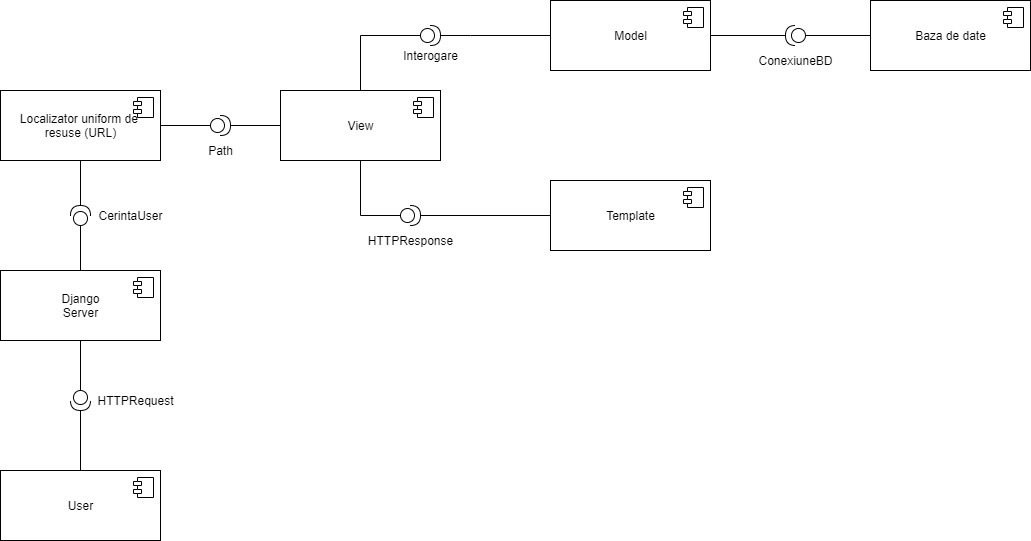 Model
Baza de date
Interogare
ConexiuneBD
Localizator uniform de
resuse (URL)
View
Path
CerintaUser
Template
HTTPResponse
Django
Server
HTTPRequest
User